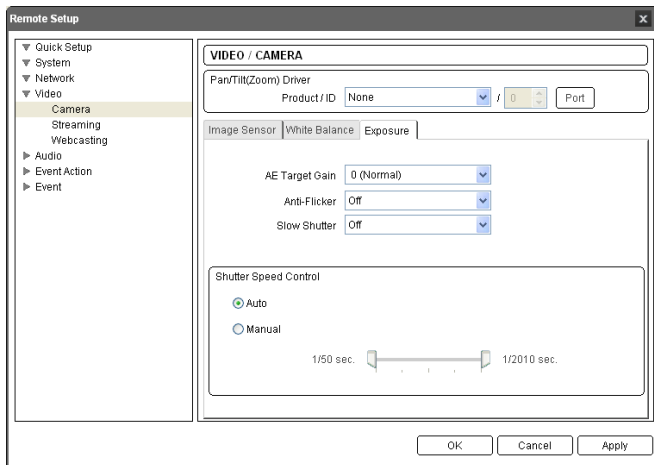 Remote Setup
X
Quick Setup
System
Network
Video
Camera
Streaming
Webcasting
Audio
Event Action
Event
VIDEO / CAMERA
Pan/Tilt(Zoom) Driver
Product / ID None / 0 Port
Image Sensor White Balance Exposure
AE Target Gain 0 (Normal)
Anti-Flicker Off
Slow Shutter Off
Shutter Speed Control
Auto
Manual
1/50 sec. 1/2010 sec.
OK Cancel Apply